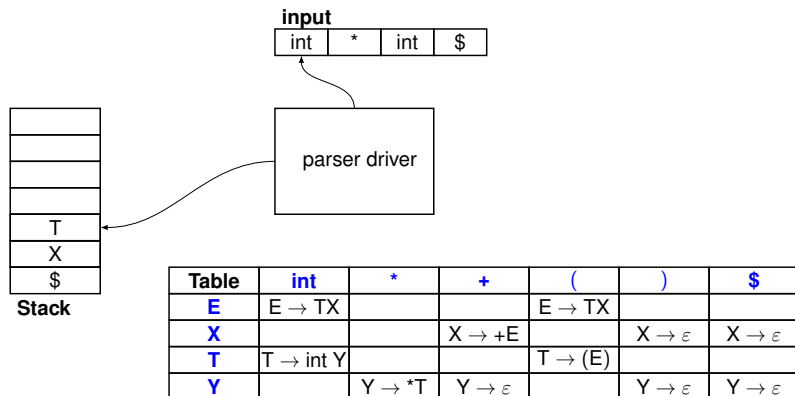 input
int * int $
parser driver
T
X
$
Stack
Table int * + ( ) $
E E → TX E → TX
X X → +E X → ε X → ε
T T → int Y T → (E)
Y Y → *T Y → ε Y → ε Y → ε